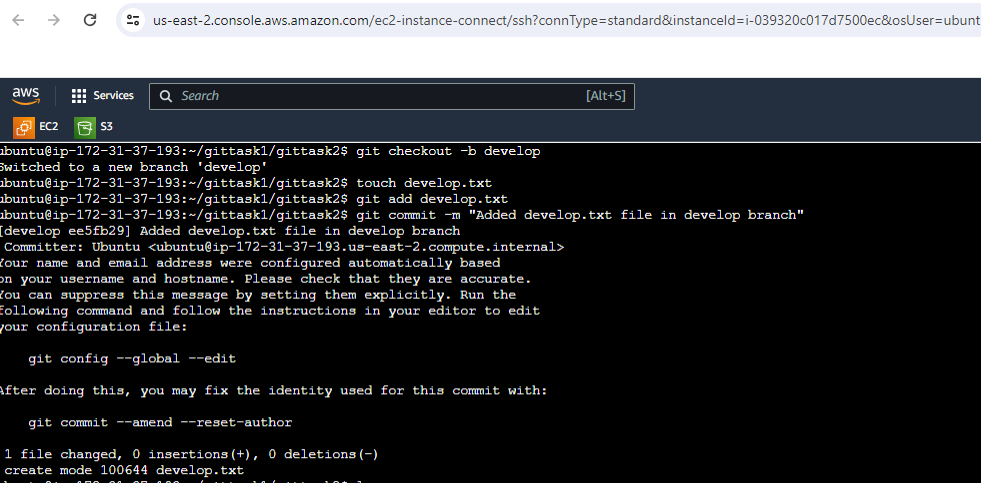 us-east-2.console.aws.amazon.com/ec2-instance-connect/ssh?connType=standard&instanceId=i-039320c017d7500ec&osUser=ubunt
aws Services Search [Alt+S]
EC2 S3
ubuntu@ip-172-31-37-193:~/gittask1/gittask2$ git checkout -b develop
Switched to a new branch 'develop'
ubuntu@ip-172-31-37-193:~/gittask1/gittask2$ touch develop.txt
ubuntu@ip-172-31-37-193:~/gittask1/gittask2$ git add develop.txt
ubuntu@ip-172-31-37-193:~/gittask1/gittask2$ git commit -m "Added develop.txt file in develop branch"
[develop ee5fb29] Added develop.txt file in develop branch
Committer: Ubuntu <ubuntu@ip-172-31-37-193.us-east-2.compute.internal>
Your name and email address were configured automatically based
on your username and hostname. Please check that they are accurate.
You can suppress this message by setting them explicitly. Run the
following command and follow the instructions in your editor to edit
your configuration file:
git config --global --edit
After doing this, you may fix the identity used for this commit with:
git commit --amend --reset-author
1 file changed, 0 insertions(+), 0 deletions(-)
create mode 100644 develop.txt